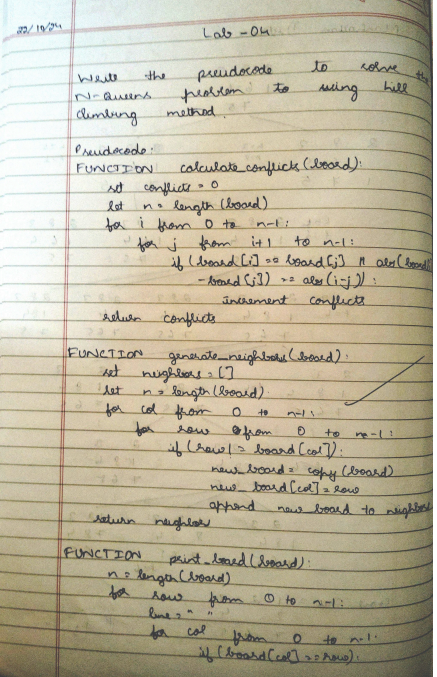 22/10/24
Lab - 04
Write the pseudocode to solve the
N-Queens problem to using hill
climbing method.
Pseudocode:
FUNCTION calculate_conflicts (board):
set conflicts = 0
let n = length (board)
for i from 0 to n-1:
for j from i+1 to n-1:
if (board [i] == board [j] || abs(board[i]
- board [j]) == abs (i-j)):
increment conflicts
return conflicts
FUNCTION generate_neighbors (board):
set neighbors = []
let n = length (board)
for col from 0 to n-1:
for row from 0 to n-1:
if (row != board [col]):
new_board = copy (board)
new_board [col] = row
append new_board to neighbors
return neighbor
FUNCTION print_board (board):
n = length (board)
for row from 0 to n-1:
line = " "
for col from 0 to n-1:
if (board [col] == row):